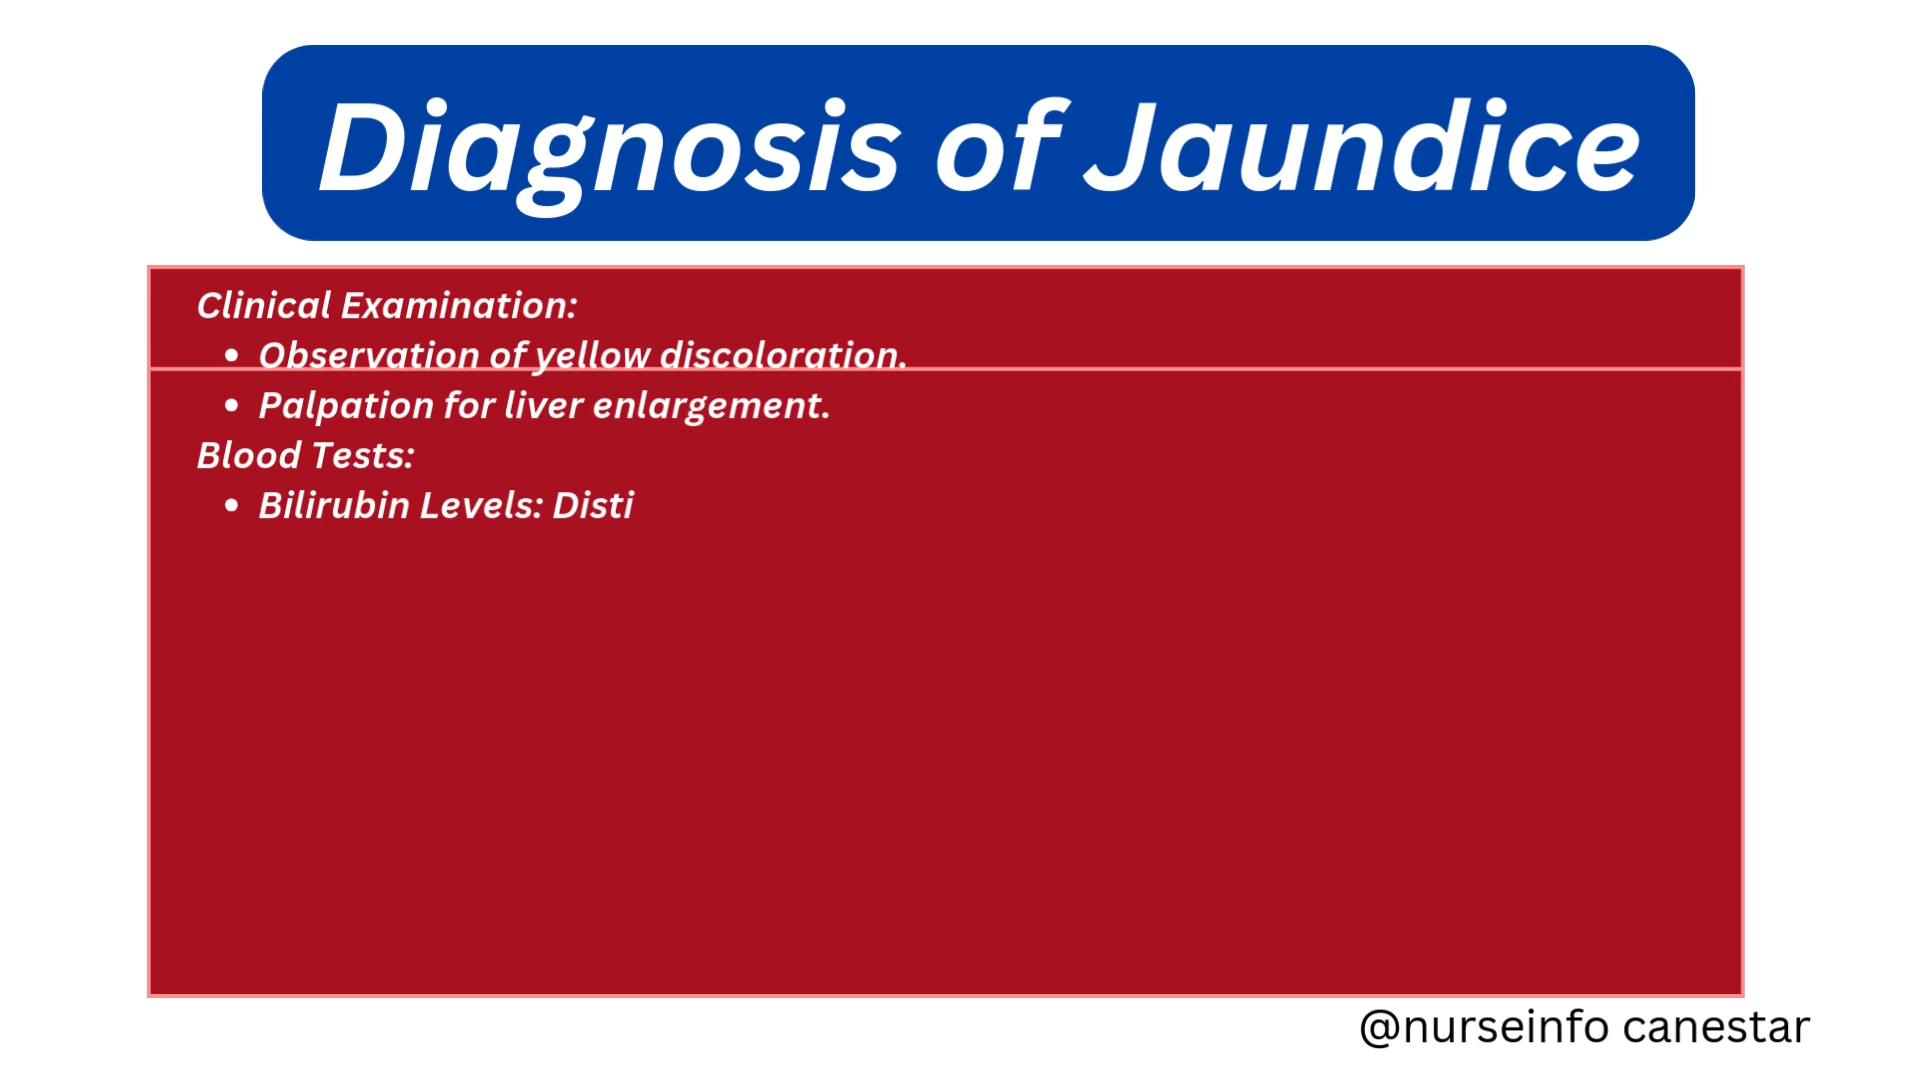 Diagnosis of Jaundice
Clinical Examination:
• Observation of yellow discoloration.
• Palpation for liver enlargement.
Blood Tests:
• Bilirubin Levels: Disti
@nurseinfo canestar